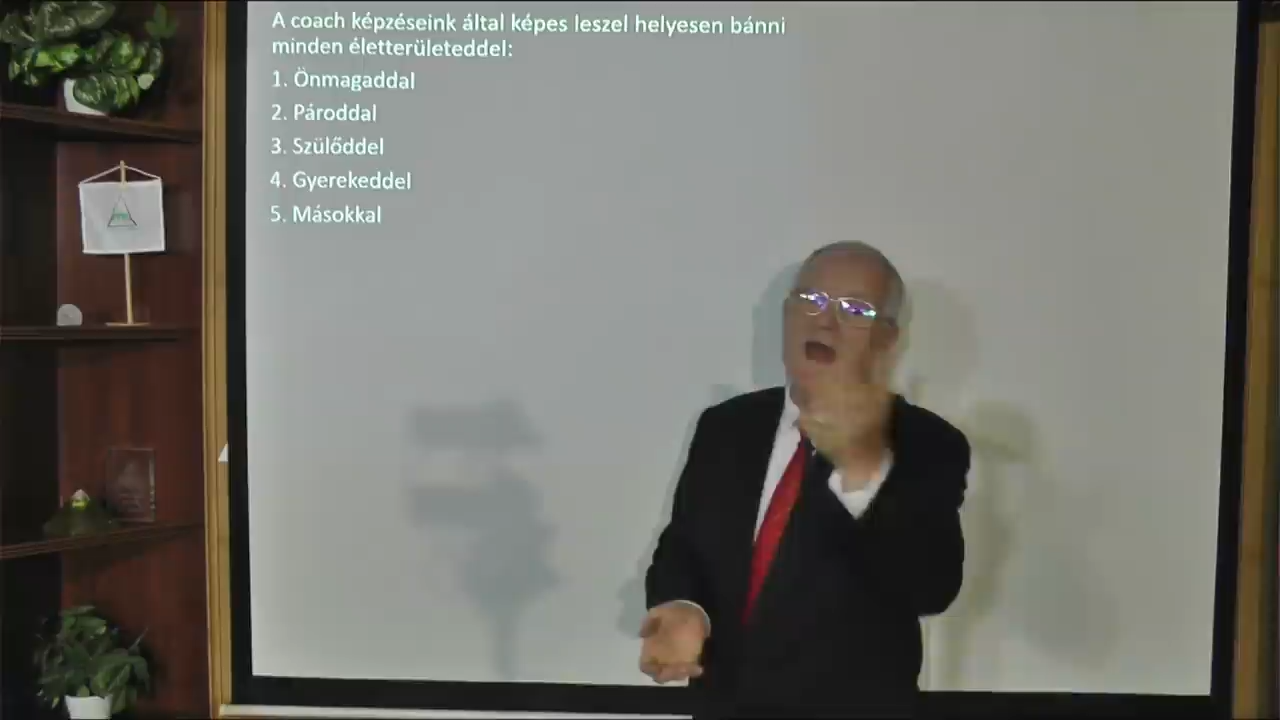 A coach képzéseink által képes leszel helyesen bánni
minden életterületeddel:
1. Önmagaddal
2. Pároddal
3. Szülőddel
4. Gyerekeddel
5. Másokkal